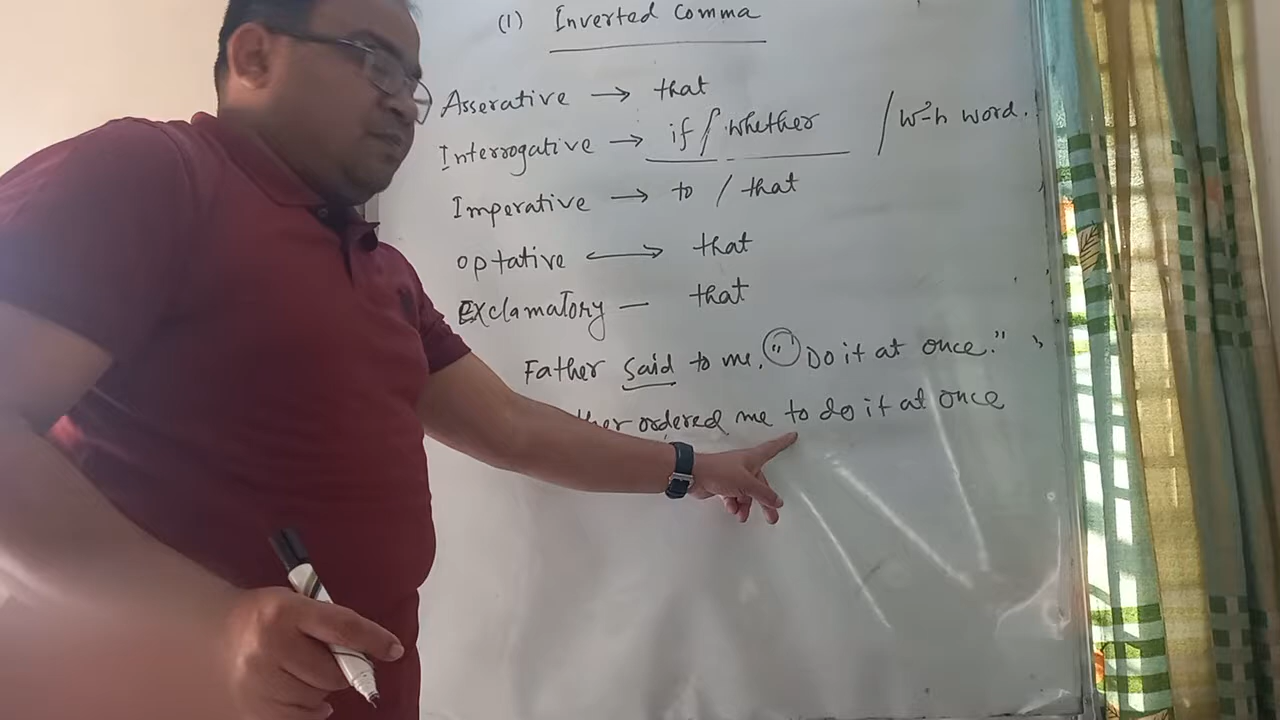 (1) Inverted Comma
Asserative → that
Interrogative → if / whether / w-h word.
Imperative → to / that
optative ⟷ that
Exclamatory — that
Father said to me, "Do it at once."
ther ordered me to do it at once